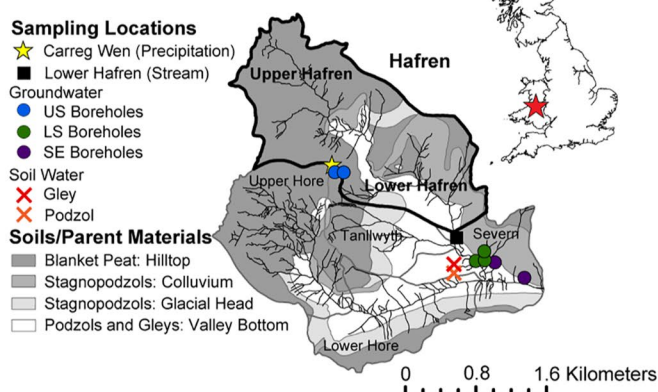 Sampling Locations
Carreg Wen (Precipitation)
Lower Hafren (Stream)
Groundwater
US Boreholes
LS Boreholes
SE Boreholes
Soil Water
Gley
Podzol
Soils/Parent Materials
Blanket Peat: Hilltop
Stagnopodzols: Colluvium
Stagnopodzols: Glacial Head
Podzols and Gleys: Valley Bottom
Hafren
Upper Hafren
Upper Hore
Lower Hafren
Tanllwyth
Severn
Lower Hore
0 0.8 1.6 Kilometers